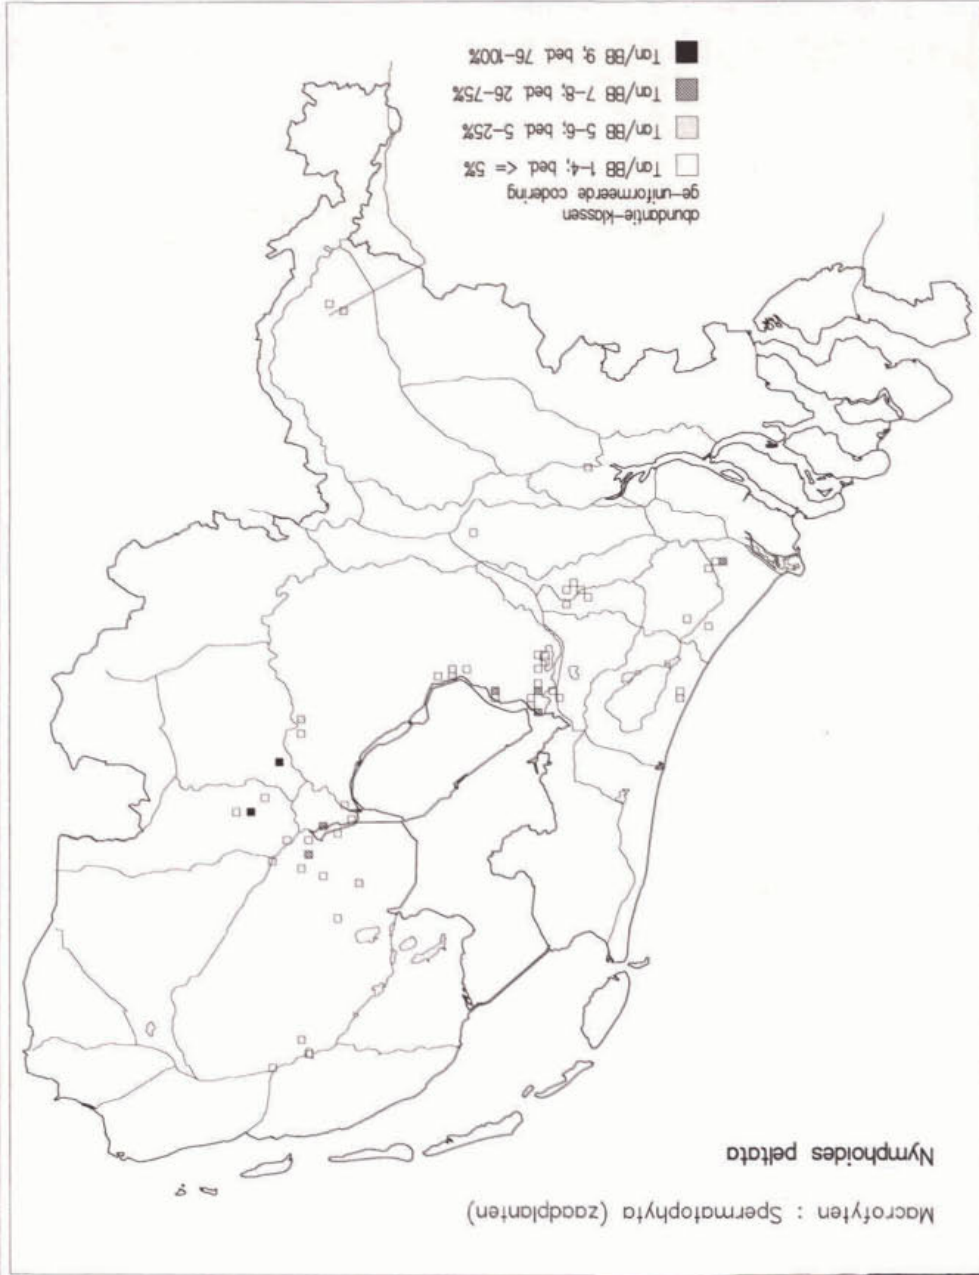 Macrofyten : Spermatophyta (zaadplanten)
Nymphoides peltata
abundantie-klassen
ge-uniformeerde codering
Tan/BB 1-4; bed. <= 5%
Tan/BB 5-6; bed. 5-25%
Tan/BB 7-8; bed. 26-75%
Tan/BB 9; bed. 76-100%